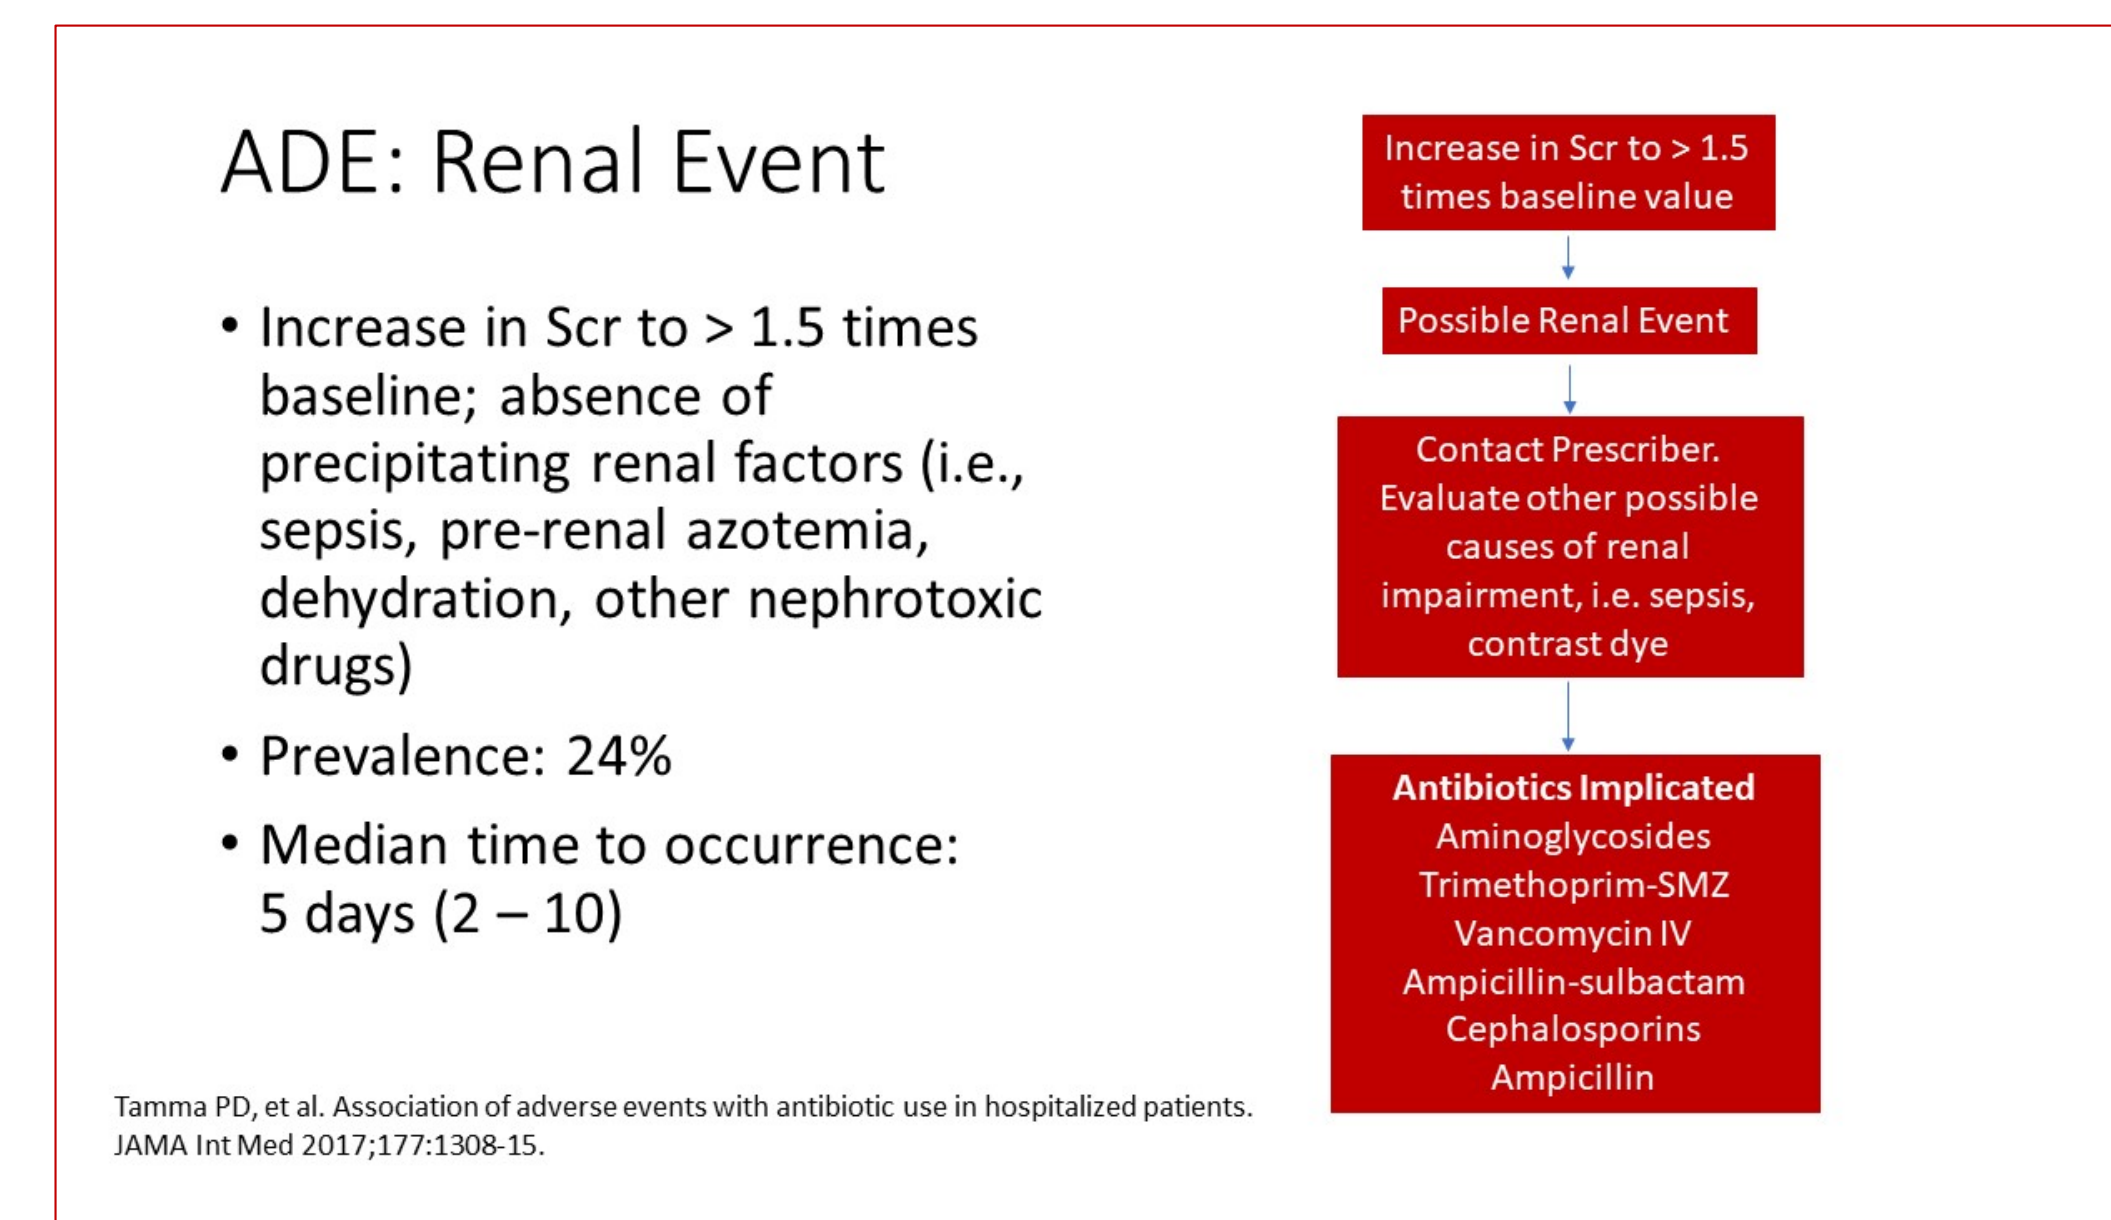 ADE: Renal Event
• Increase in Scr to > 1.5 times
baseline; absence of
precipitating renal factors (i.e.,
sepsis, pre-renal azotemia,
dehydration, other nephrotoxic
drugs)
• Prevalence: 24%
• Median time to occurrence:
5 days (2 – 10)
Tamma PD, et al. Association of adverse events with antibiotic use in hospitalized patients.
JAMA Int Med 2017;177:1308-15.
Increase in Scr to > 1.5
times baseline value
Possible Renal Event
Contact Prescriber.
Evaluate other possible
causes of renal
impairment, i.e. sepsis,
contrast dye
Antibiotics Implicated
Aminoglycosides
Trimethoprim-SMZ
Vancomycin IV
Ampicillin-sulbactam
Cephalosporins
Ampicillin